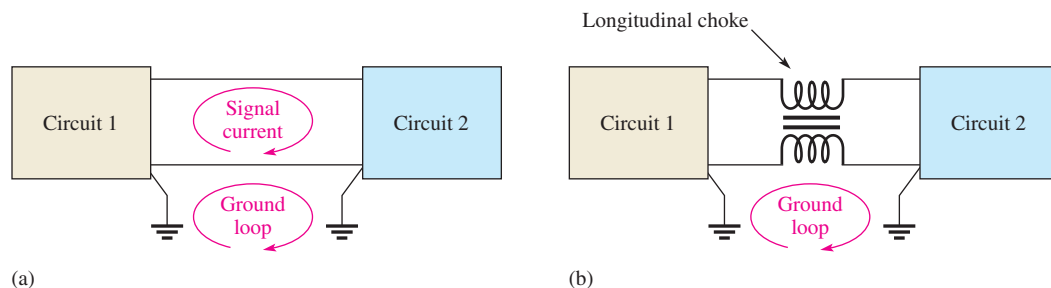 Longitudinal choke
Circuit 1
Signal
current
Circuit 2
Ground
loop
(a)
Circuit 1
Circuit 2
Ground
loop
(b)